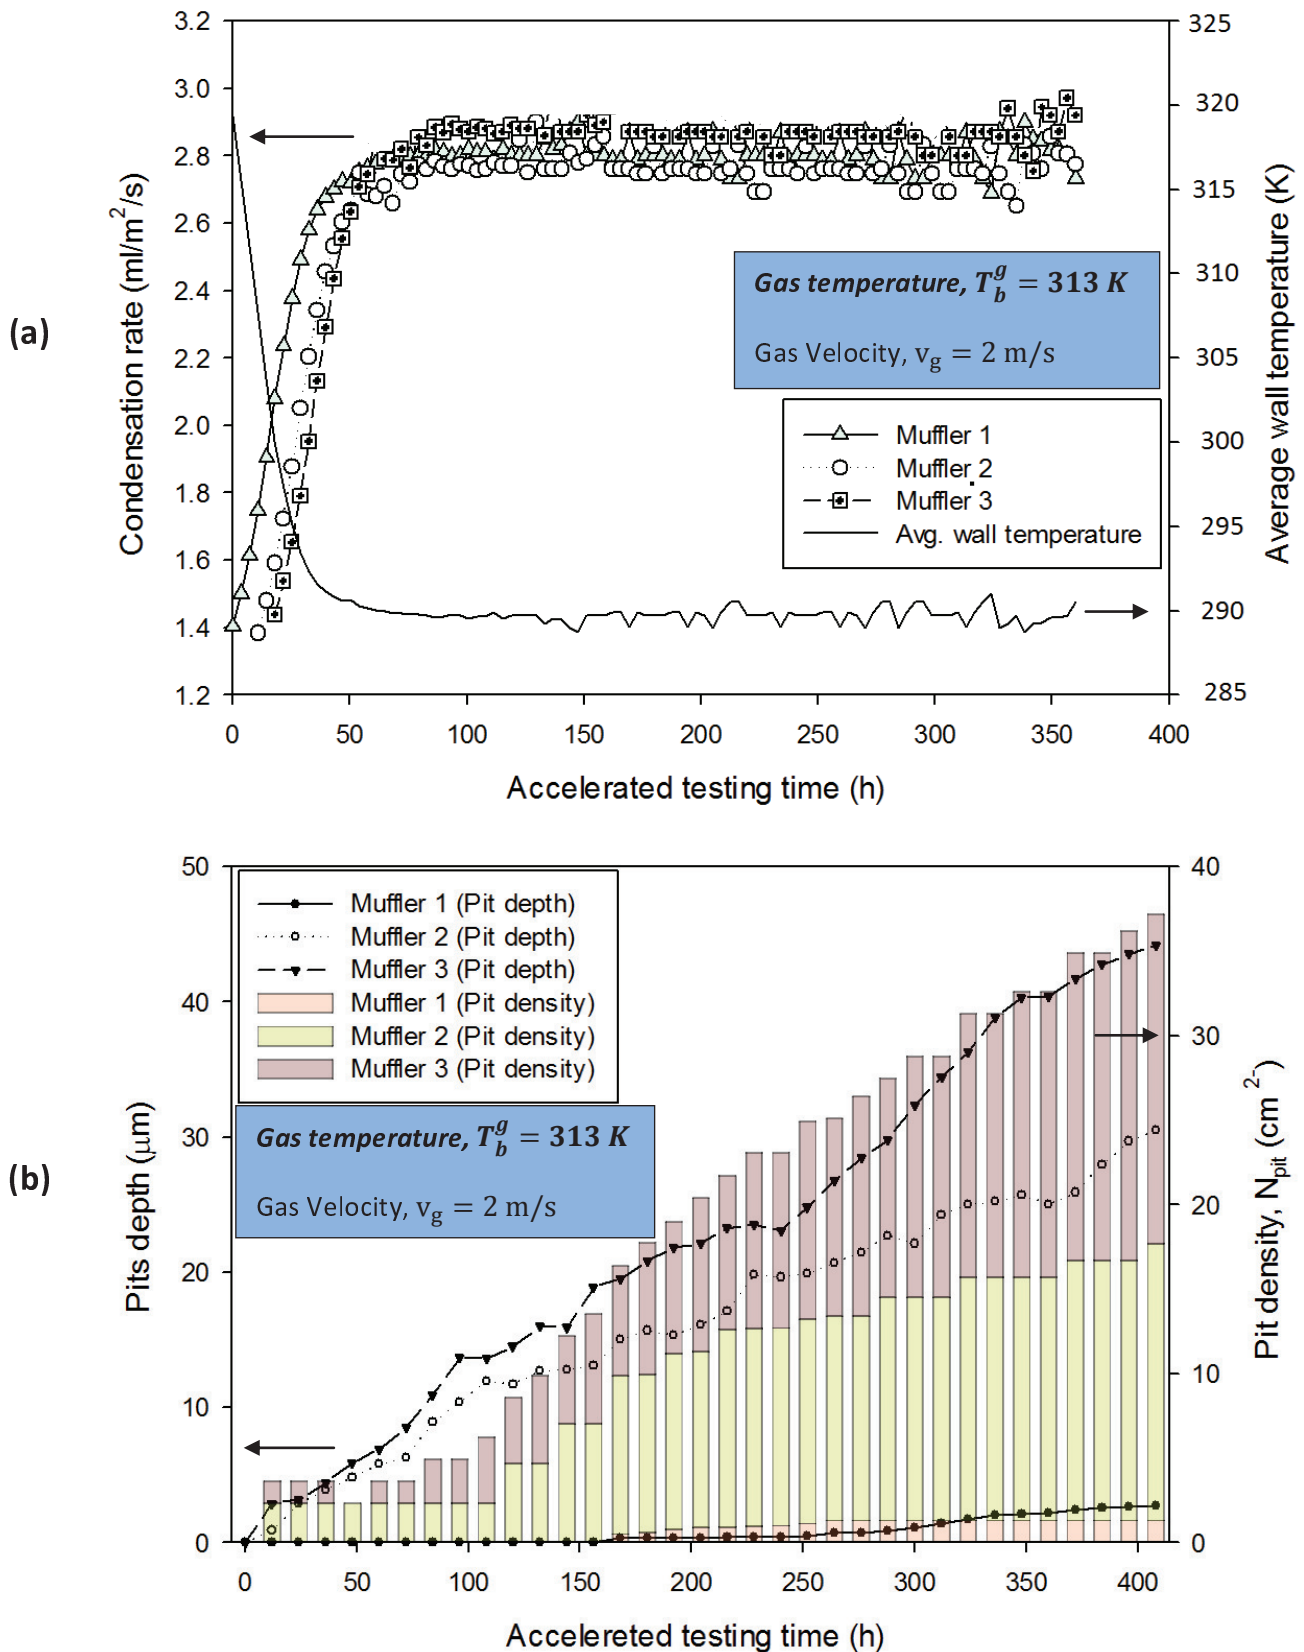 (a)
Condensation rate (ml/m²/s)
3.2
3.0
2.8
2.6
2.4
2.2
2.0
1.8
1.6
1.4
1.2
325
320
315
310
305
300
295
290
285
Average wall temperature (K)
Gas temperature, T_b^g = 313 K
Gas Velocity, v_g = 2 m/s
Muffler 1
Muffler 2
Muffler 3
Avg. wall temperature
0 50 100 150 200 250 300 350 400
Accelerated testing time (h)
(b)
Pits depth (μm)
50
40
30
20
10
0
40
30
20
10
0
Pit density, N_pit (cm ²⁻)
Muffler 1 (Pit depth)
Muffler 2 (Pit depth)
Muffler 3 (Pit depth)
Muffler 1 (Pit density)
Muffler 2 (Pit density)
Muffler 3 (Pit density)
Gas temperature, T_b^g = 313 K
Gas Velocity, v_g = 2 m/s
0 50 100 150 200 250 300 350 400
Accelereted testing time (h)